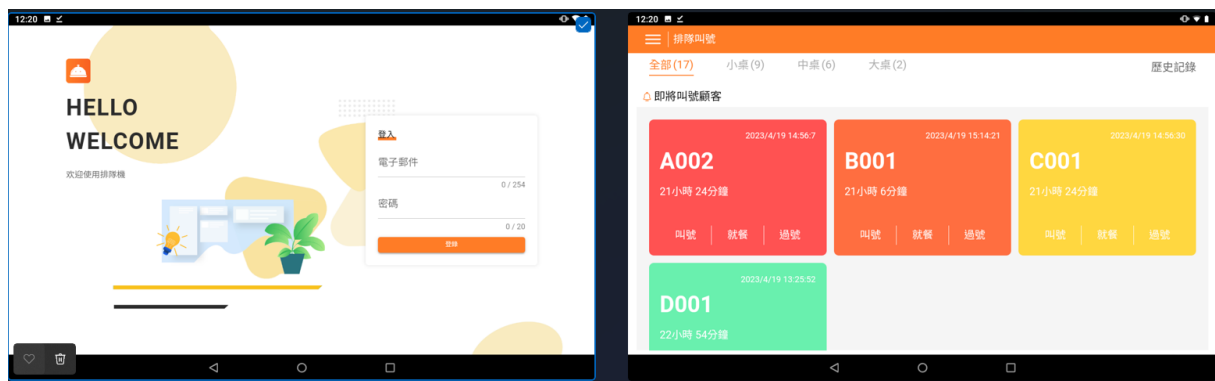 12:20
HELLO
WELCOME
欢迎使用排隊機
登入
電子郵件
0 / 254
密碼
0 / 20
登錄
12:20
排隊叫號
全部(17) 小桌(9) 中桌(6) 大桌(2) 歷史記錄
即將叫號顧客
2023/4/19 14:56:7
A002
21小時 24分鐘
叫號 就餐 過號
2023/4/19 15:14:21
B001
21小時 6分鐘
叫號 就餐 過號
2023/4/19 14:56:30
C001
21小時 24分鐘
叫號 就餐 過號
2023/4/19 13:25:52
D001
22小時 54分鐘